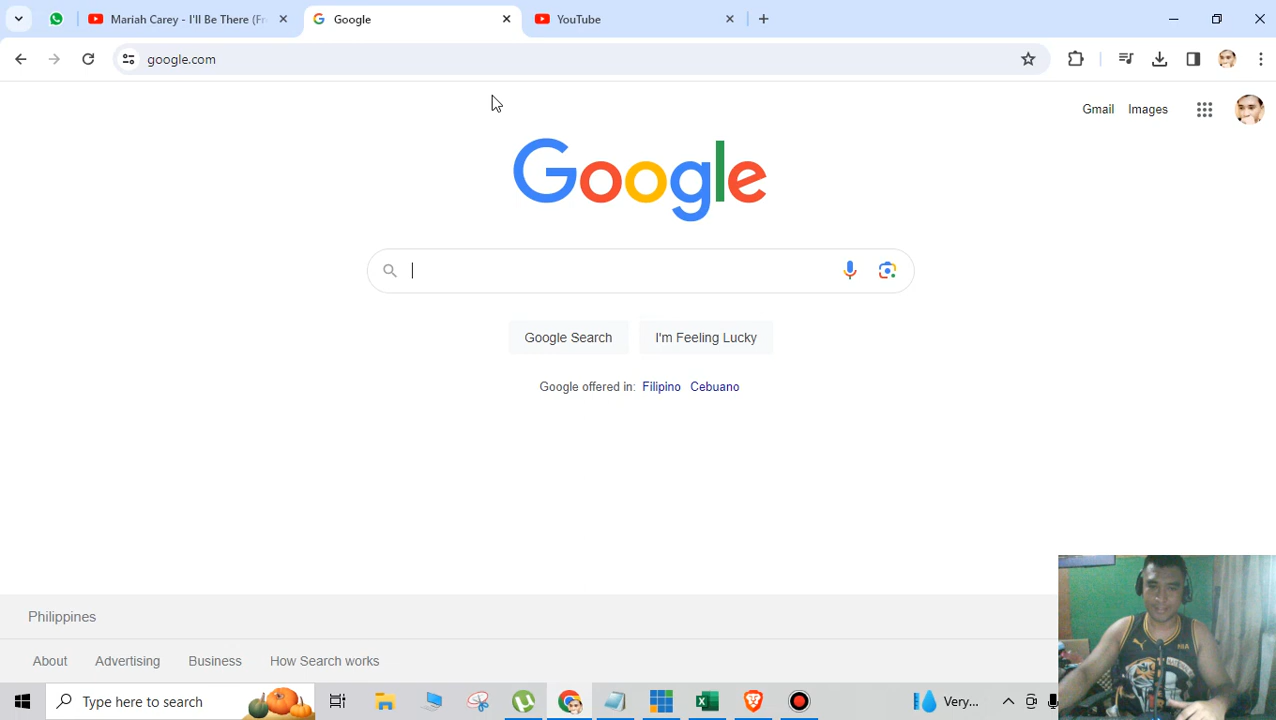 Mariah Carey - I'll Be There (Fr
Google
YouTube
google.com
Gmail
Images
Google
Google Search
I'm Feeling Lucky
Google offered in: Filipino Cebuano
Philippines
About
Advertising
Business
How Search works
Type here to search
Very...